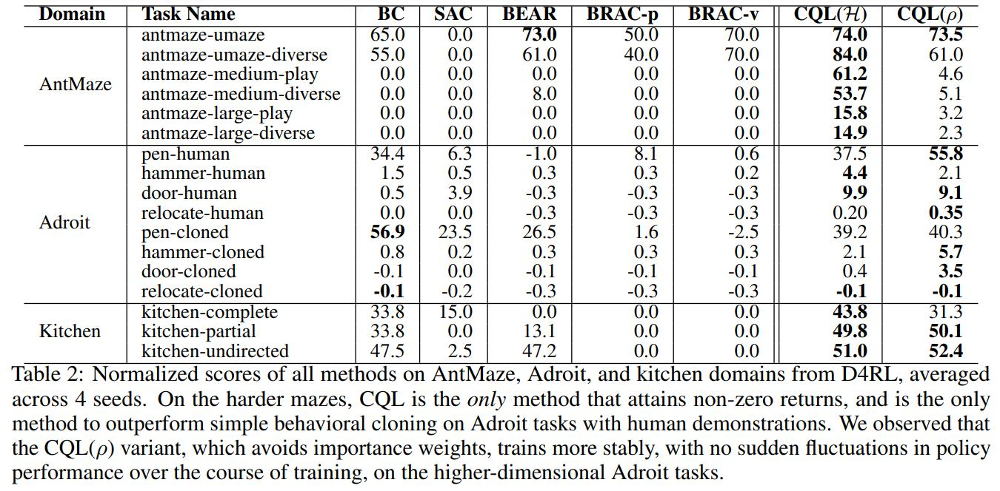 Domain Task Name BC SAC BEAR BRAC-p BRAC-v CQL(ℋ) CQL(ρ)
antmaze-umaze 65.0 0.0 73.0 50.0 70.0 74.0 73.5
antmaze-umaze-diverse 55.0 0.0 61.0 40.0 70.0 84.0 61.0
antmaze-medium-play 0.0 0.0 0.0 0.0 0.0 61.2 4.6
AntMaze
antmaze-medium-diverse 0.0 0.0 8.0 0.0 0.0 53.7 5.1
antmaze-large-play 0.0 0.0 0.0 0.0 0.0 15.8 3.2
antmaze-large-diverse 0.0 0.0 0.0 0.0 0.0 14.9 2.3
pen-human 34.4 6.3 -1.0 8.1 0.6 37.5 55.8
hammer-human 1.5 0.5 0.3 0.3 0.2 4.4 2.1
door-human 0.5 3.9 -0.3 -0.3 -0.3 9.9 9.1
relocate-human 0.0 0.0 -0.3 -0.3 -0.3 0.20 0.35
Adroit
pen-cloned 56.9 23.5 26.5 1.6 -2.5 39.2 40.3
hammer-cloned 0.8 0.2 0.3 0.3 0.3 2.1 5.7
door-cloned -0.1 0.0 -0.1 -0.1 -0.1 0.4 3.5
relocate-cloned -0.1 -0.2 -0.3 -0.3 -0.3 -0.1 -0.1
kitchen-complete 33.8 15.0 0.0 0.0 0.0 43.8 31.3
Kitchen kitchen-partial 33.8 0.0 13.1 0.0 0.0 49.8 50.1
kitchen-undirected 47.5 2.5 47.2 0.0 0.0 51.0 52.4
Table 2: Normalized scores of all methods on AntMaze, Adroit, and kitchen domains from D4RL, averaged
across 4 seeds. On the harder mazes, CQL is the only method that attains non-zero returns, and is the only
method to outperform simple behavioral cloning on Adroit tasks with human demonstrations. We observed that
the CQL(ρ) variant, which avoids importance weights, trains more stably, with no sudden fluctuations in policy
performance over the course of training, on the higher-dimensional Adroit tasks.